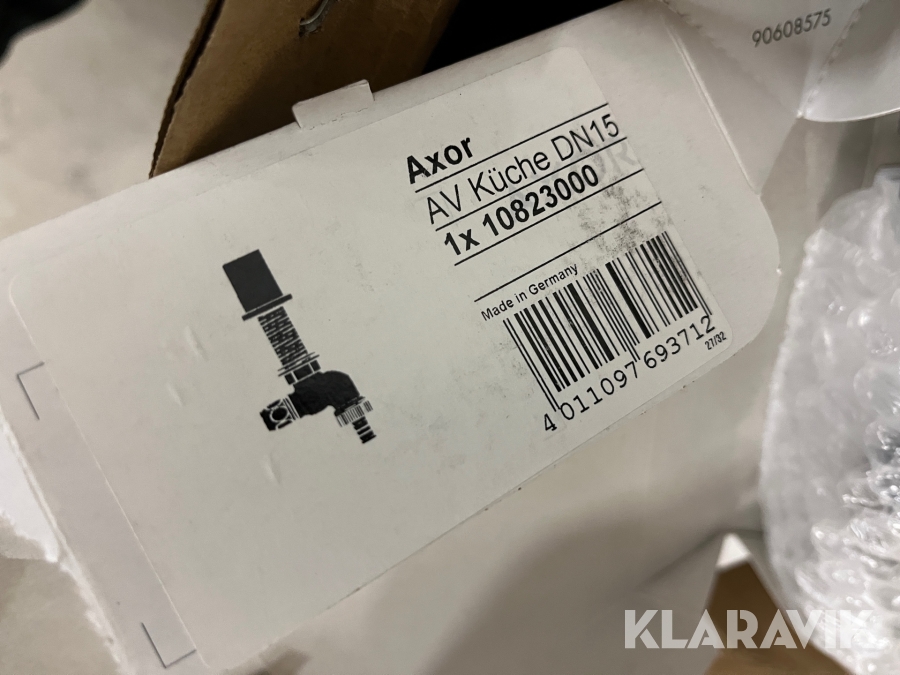 90608575
Axor
AV Küche DN15
1x 10823000
Made in Germany
4 011097 693712
27/32
KLARAVIK